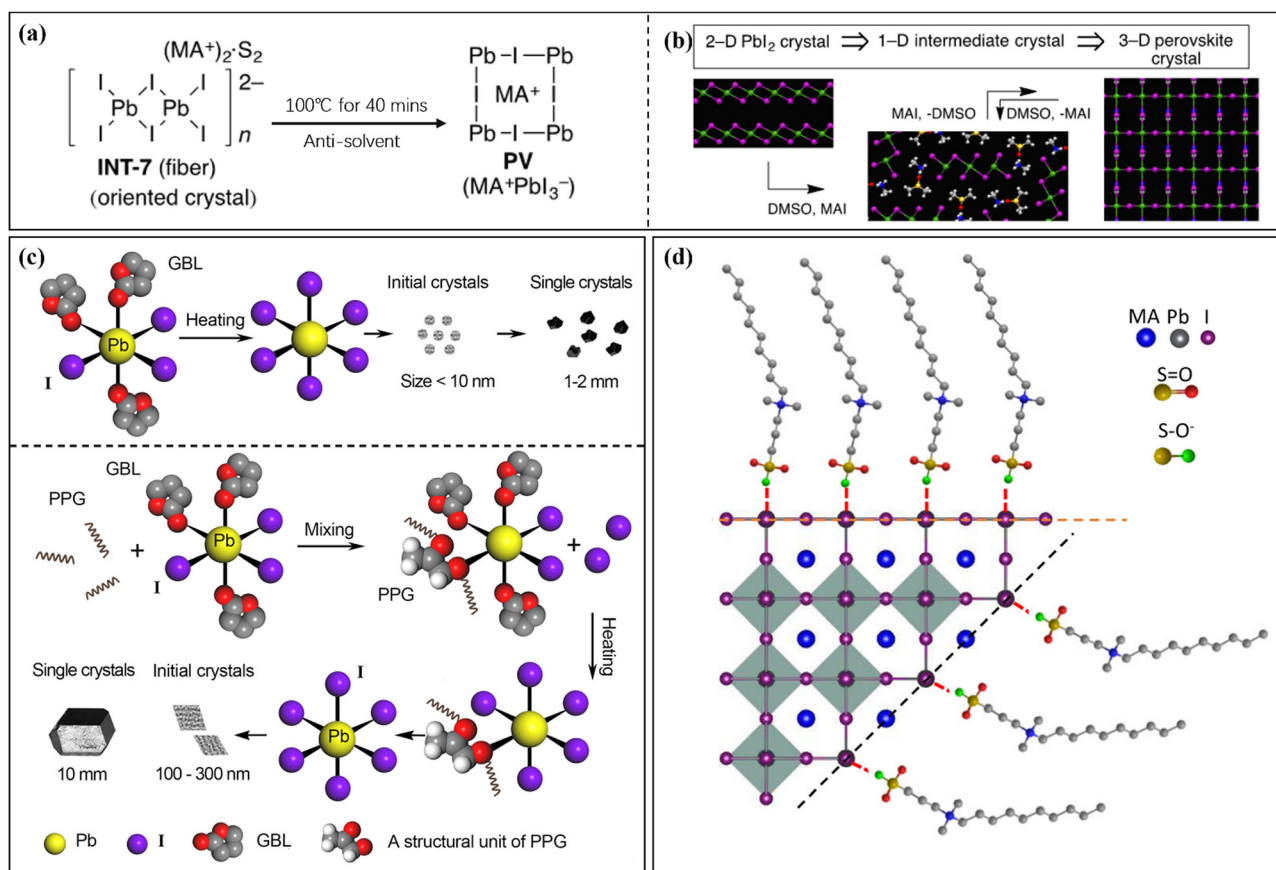 (a)
(MA⁺)₂·S₂
I I I 2–
Pb Pb
I I I n
INT-7 (fiber)
(oriented crystal)
100℃ for 40 mins
Anti-solvent
Pb — I — Pb
I MA⁺ I
Pb — I — Pb
PV
(MA⁺PbI₃⁻)
(b)
2–D PbI₂ crystal ⇒ 1–D intermediate crystal ⇒ 3–D perovskite
crystal
MAI, -DMSO
DMSO, -MAI
DMSO, MAI
(c)
GBL
Pb
I
Heating
Initial crystals
Size < 10 nm
Single crystals
1-2 mm
GBL
PPG
+
Pb
I
Mixing
PPG
+
Heating
Single crystals
10 mm
Initial crystals
100 - 300 nm
I
Pb
Pb I GBL A structural unit of PPG
(d)
MA Pb I
S=O
S-O⁻